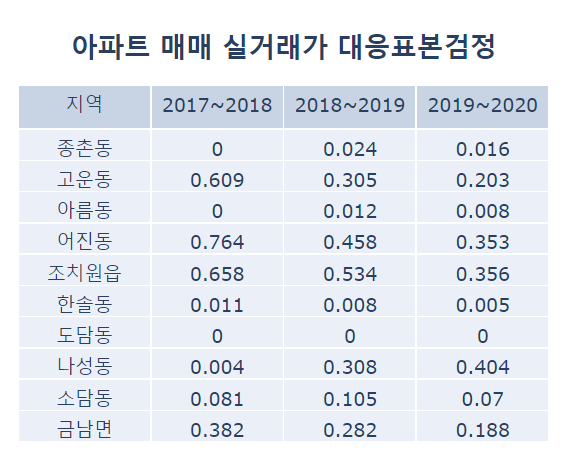 아파트 매매 실거래가 대응표본검정
지역 2017~2018 2018~2019 2019~2020
종촌동 0 0.024 0.016
고운동 0.609 0.305 0.203
아름동 0 0.012 0.008
어진동 0.764 0.458 0.353
조치원읍 0.658 0.534 0.356
한솔동 0.011 0.008 0.005
도담동 0 0 0
나성동 0.004 0.308 0.404
소담동 0.081 0.105 0.07
금남면 0.382 0.282 0.188